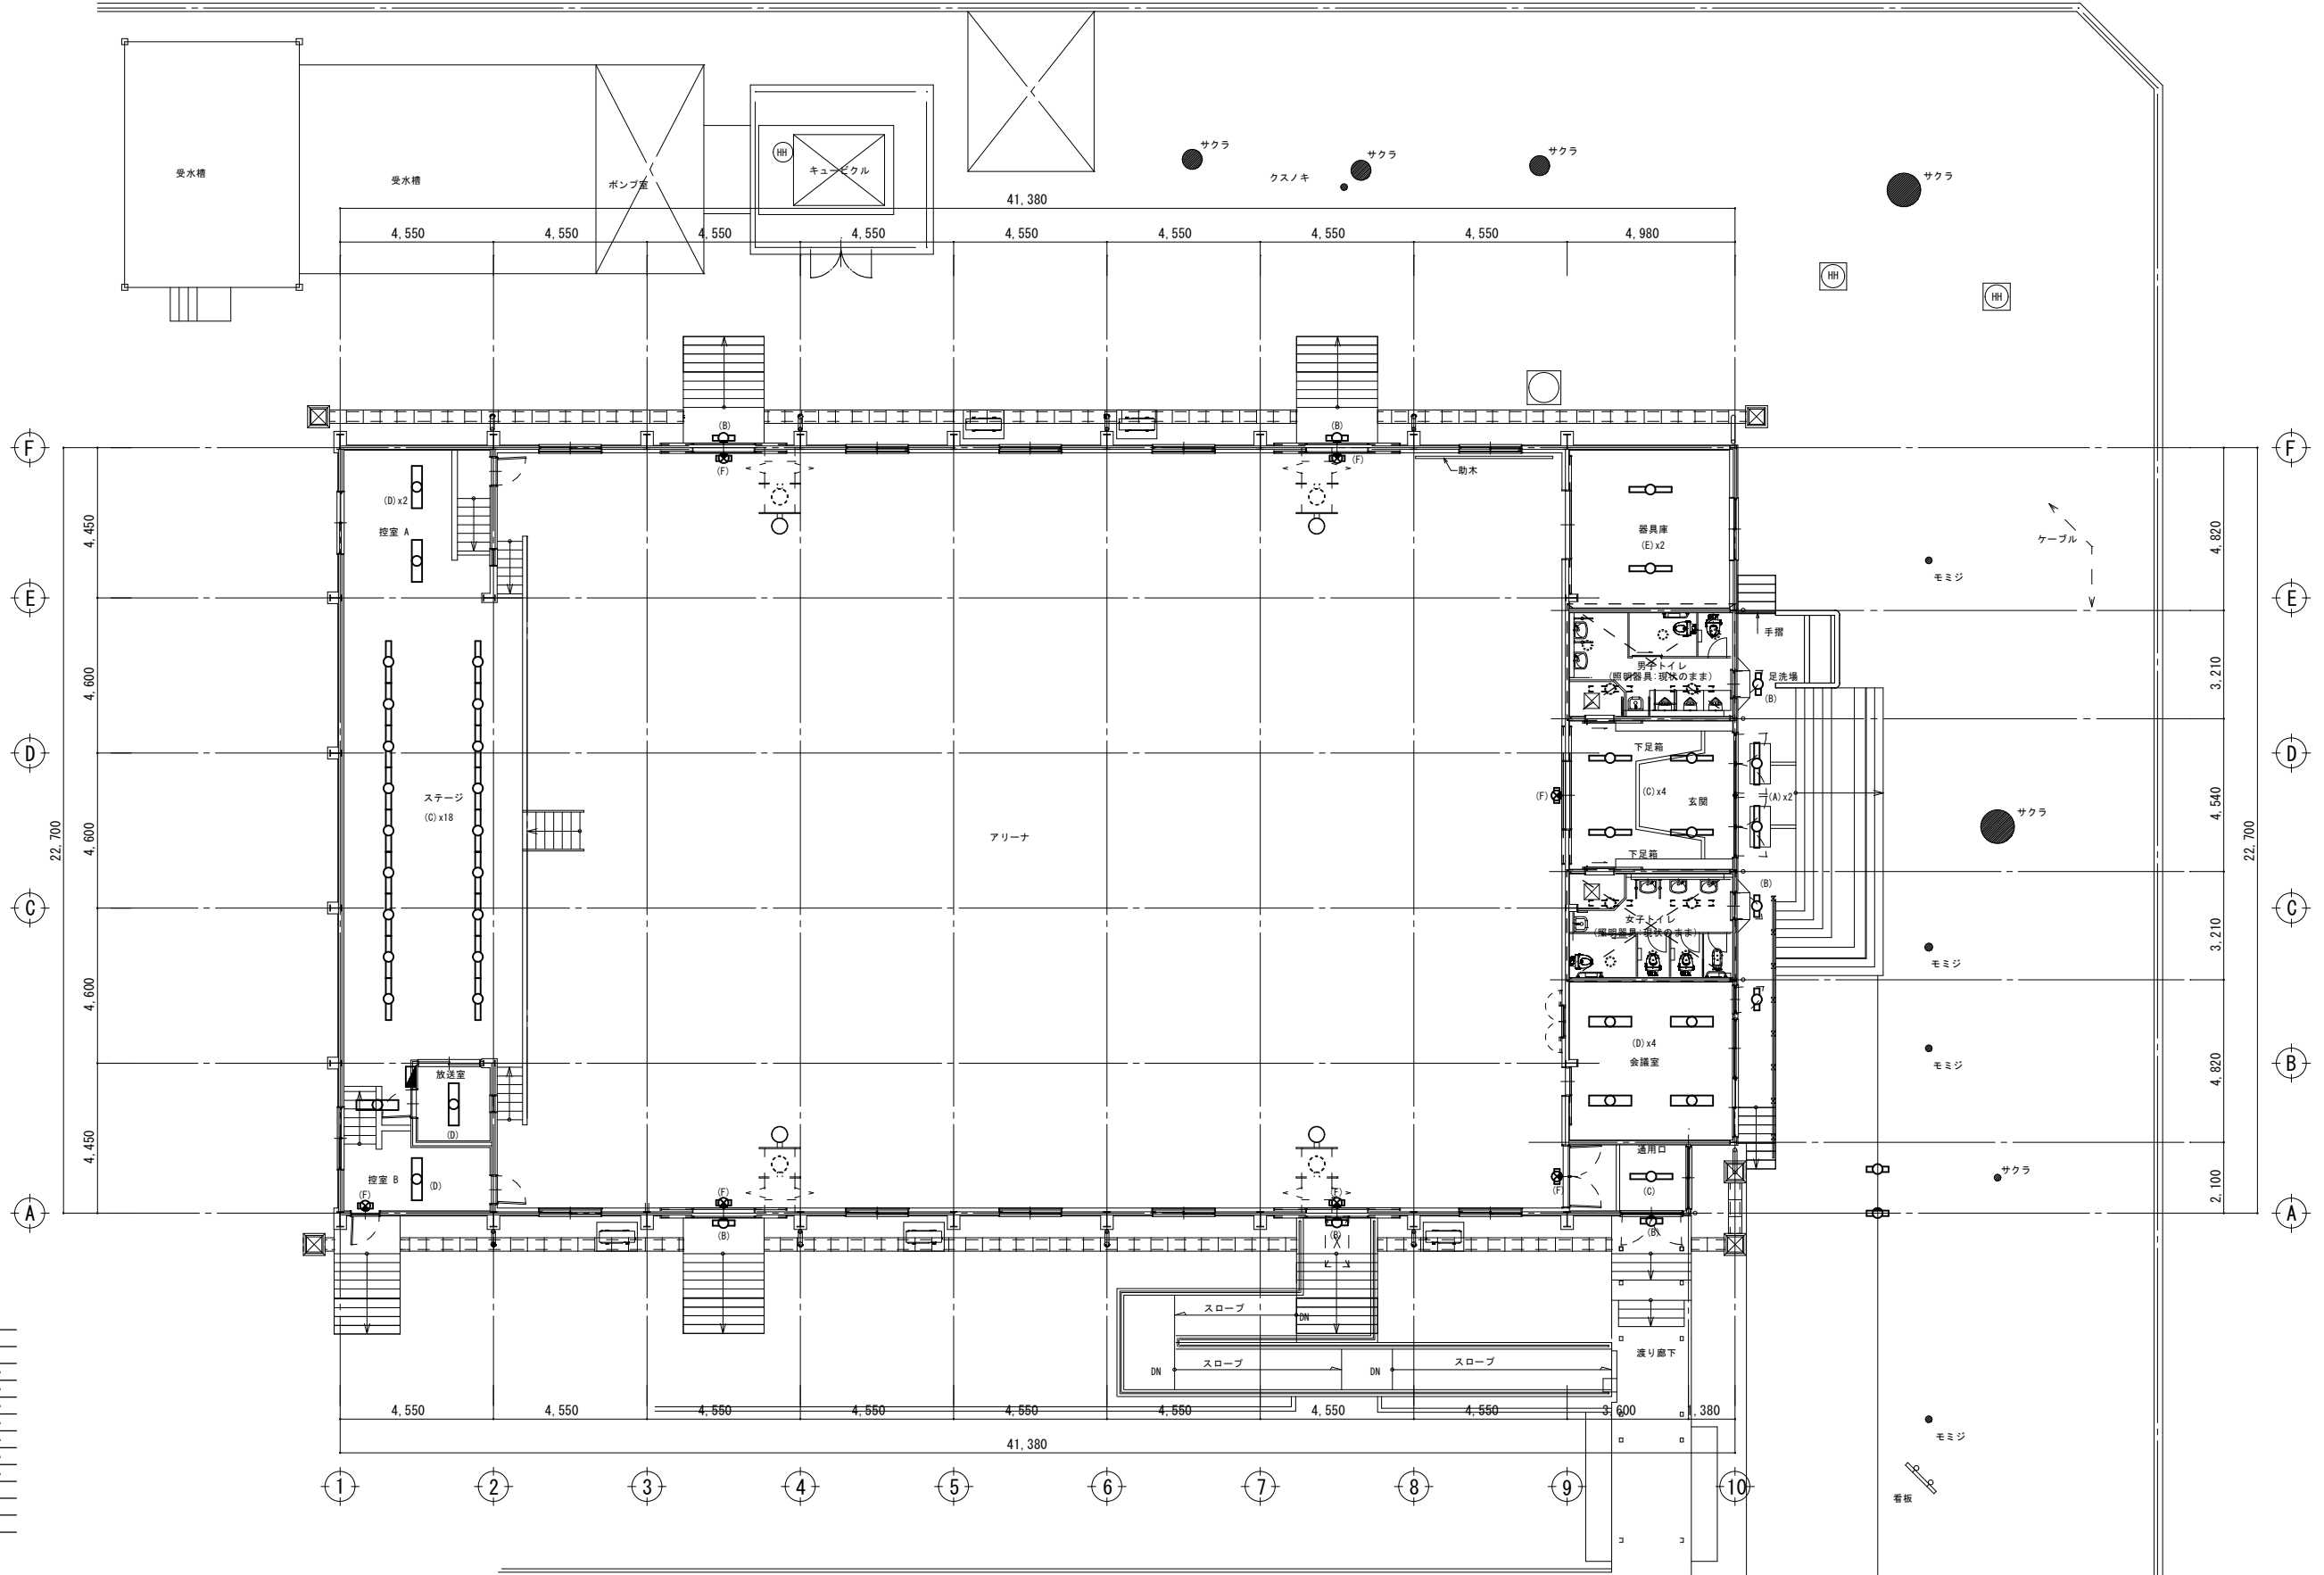 受水槽
受水槽
ポンプ室
HH
キュービクル
サクラ
クスノキ
サクラ
サクラ
サクラ
41,380
4,550
4,550
4,550
4,550
4,550
4,550
4,550
4,550
4,980
HH
HH
F
(B)
(B)
F
(F)
(F)
助木
(D)x2
控室 A
器具庫
(E)x2
ケーブル
モミジ
4,450
4,820
E
E
手摺
男子トイレ
(照明器具:現状のまま)
足洗場
(B)
4,600
3,210
D
下足箱
D
ステージ
(C)x18
(F)
(C)x4
玄関
(A)x2
サクラ
アリーナ
22,700
4,600
4,540
22,700
下足箱
(B)
C
女子トイレ
(照明器具:現状のまま)
C
モミジ
3,210
4,600
(D)x4
会議室
モミジ
B
放送室
4,820
(D)
4,450
通用口
控室 B
(D)
(F)
(F)
(F)
(F)
(C)
サクラ
2,100
A
(B)
(B)
(B)
A
スロープ
DN
DN
スロープ
DN
スロープ
渡り廊下
4,550
4,550
4,550
4,550
4,550
4,550
4,550
4,550
3,600
1,380
モミジ
41,380
1
2
3
4
5
6
7
8
9
10
看板